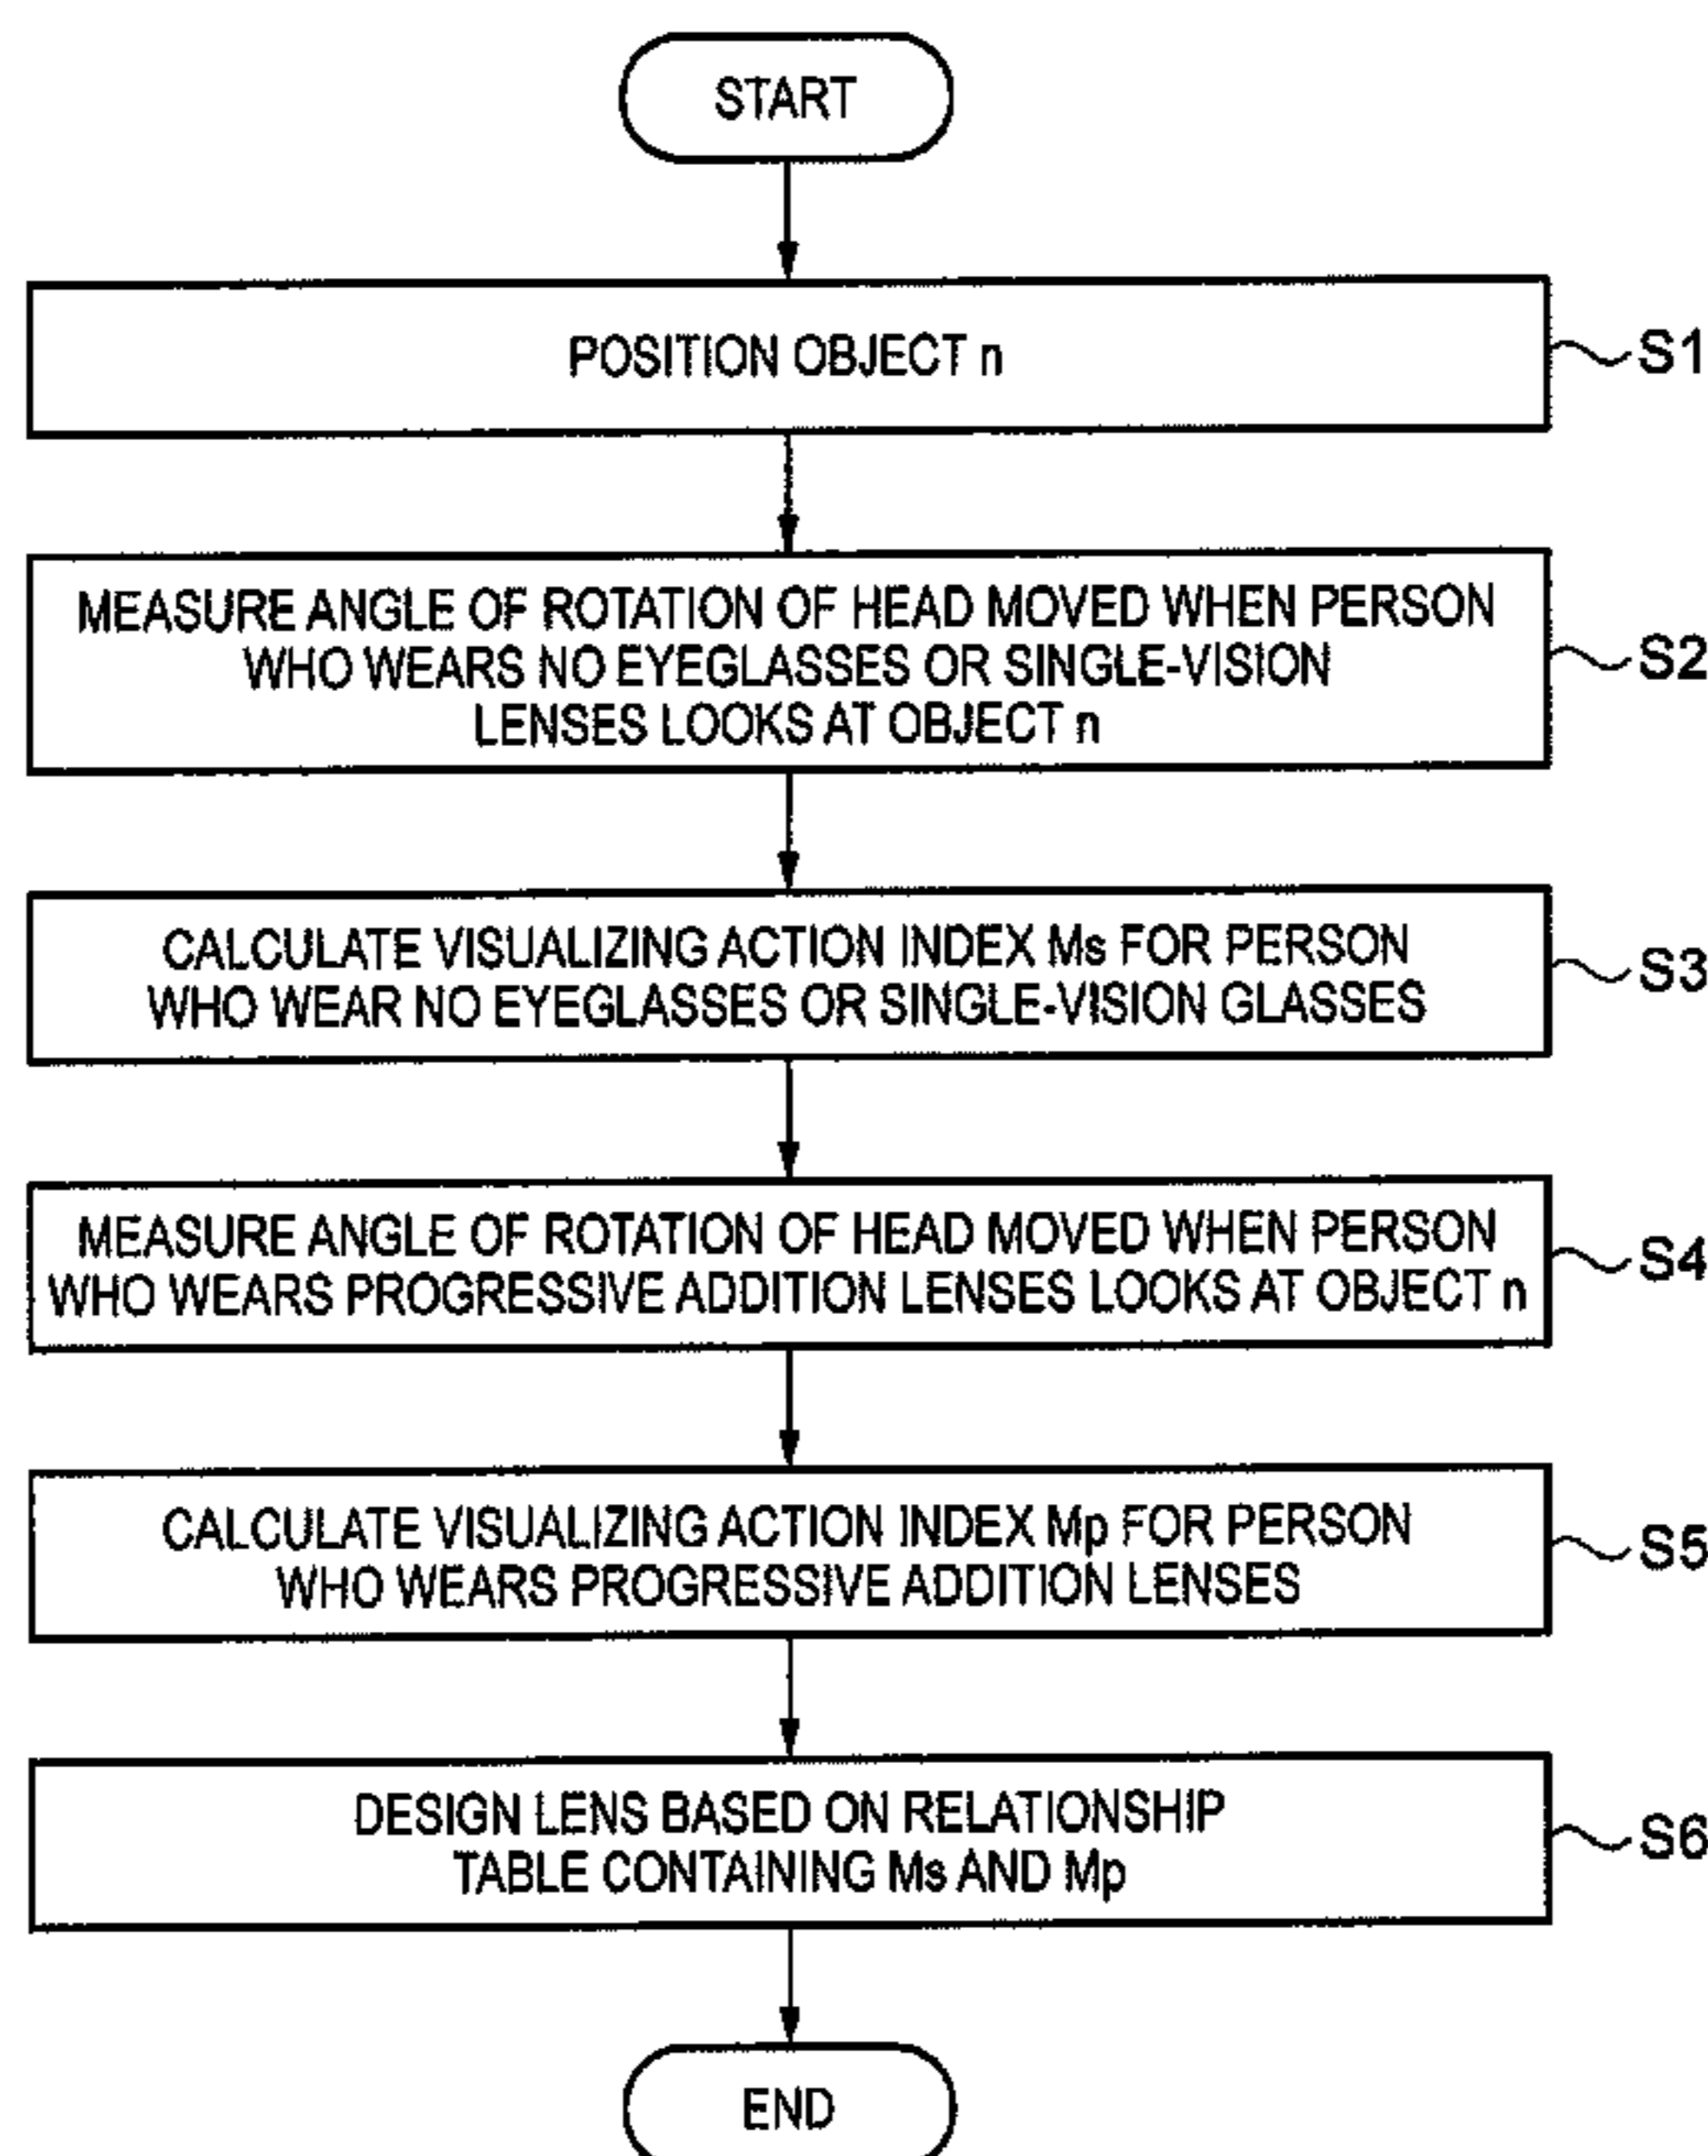 START
POSITION OBJECT n
S1
MEASURE ANGLE OF ROTATION OF HEAD MOVED WHEN PERSON
WHO WEARS NO EYEGLASSES OR SINGLE-VISION
LENSES LOOKS AT OBJECT n
S2
CALCULATE VISUALIZING ACTION INDEX Ms FOR PERSON
WHO WEAR NO EYEGLASSES OR SINGLE-VISION GLASSES
S3
MEASURE ANGLE OF ROTATION OF HEAD MOVED WHEN PERSON
WHO WEARS PROGRESSIVE ADDITION LENSES LOOKS AT OBJECT n
S4
CALCULATE VISUALIZING ACTION INDEX Mp FOR PERSON
WHO WEARS PROGRESSIVE ADDITION LENSES
S5
DESIGN LENS BASED ON RELATIONSHIP
TABLE CONTAINING Ms AND Mp
S6
END